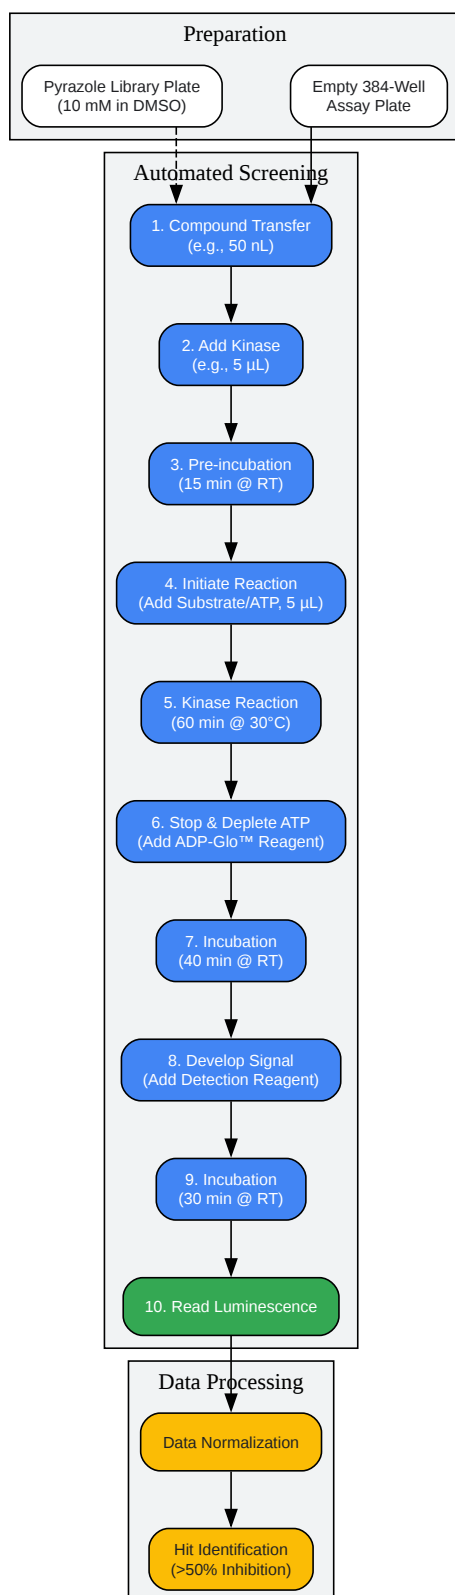 Preparation
Pyrazole Library Plate
(10 mM in DMSO)
Empty 384-Well
Assay Plate
Automated Screening
1. Compound Transfer
(e.g., 50 nL)
2. Add Kinase
(e.g., 5 µL)
3. Pre-incubation
(15 min @ RT)
4. Initiate Reaction
(Add Substrate/ATP, 5 µL)
5. Kinase Reaction
(60 min @ 30°C)
6. Stop & Deplete ATP
(Add ADP-Glo™ Reagent)
7. Incubation
(40 min @ RT)
8. Develop Signal
(Add Detection Reagent)
9. Incubation
(30 min @ RT)
10. Read Luminescence
Data Processing
Data Normalization
Hit Identification
(>50% Inhibition)